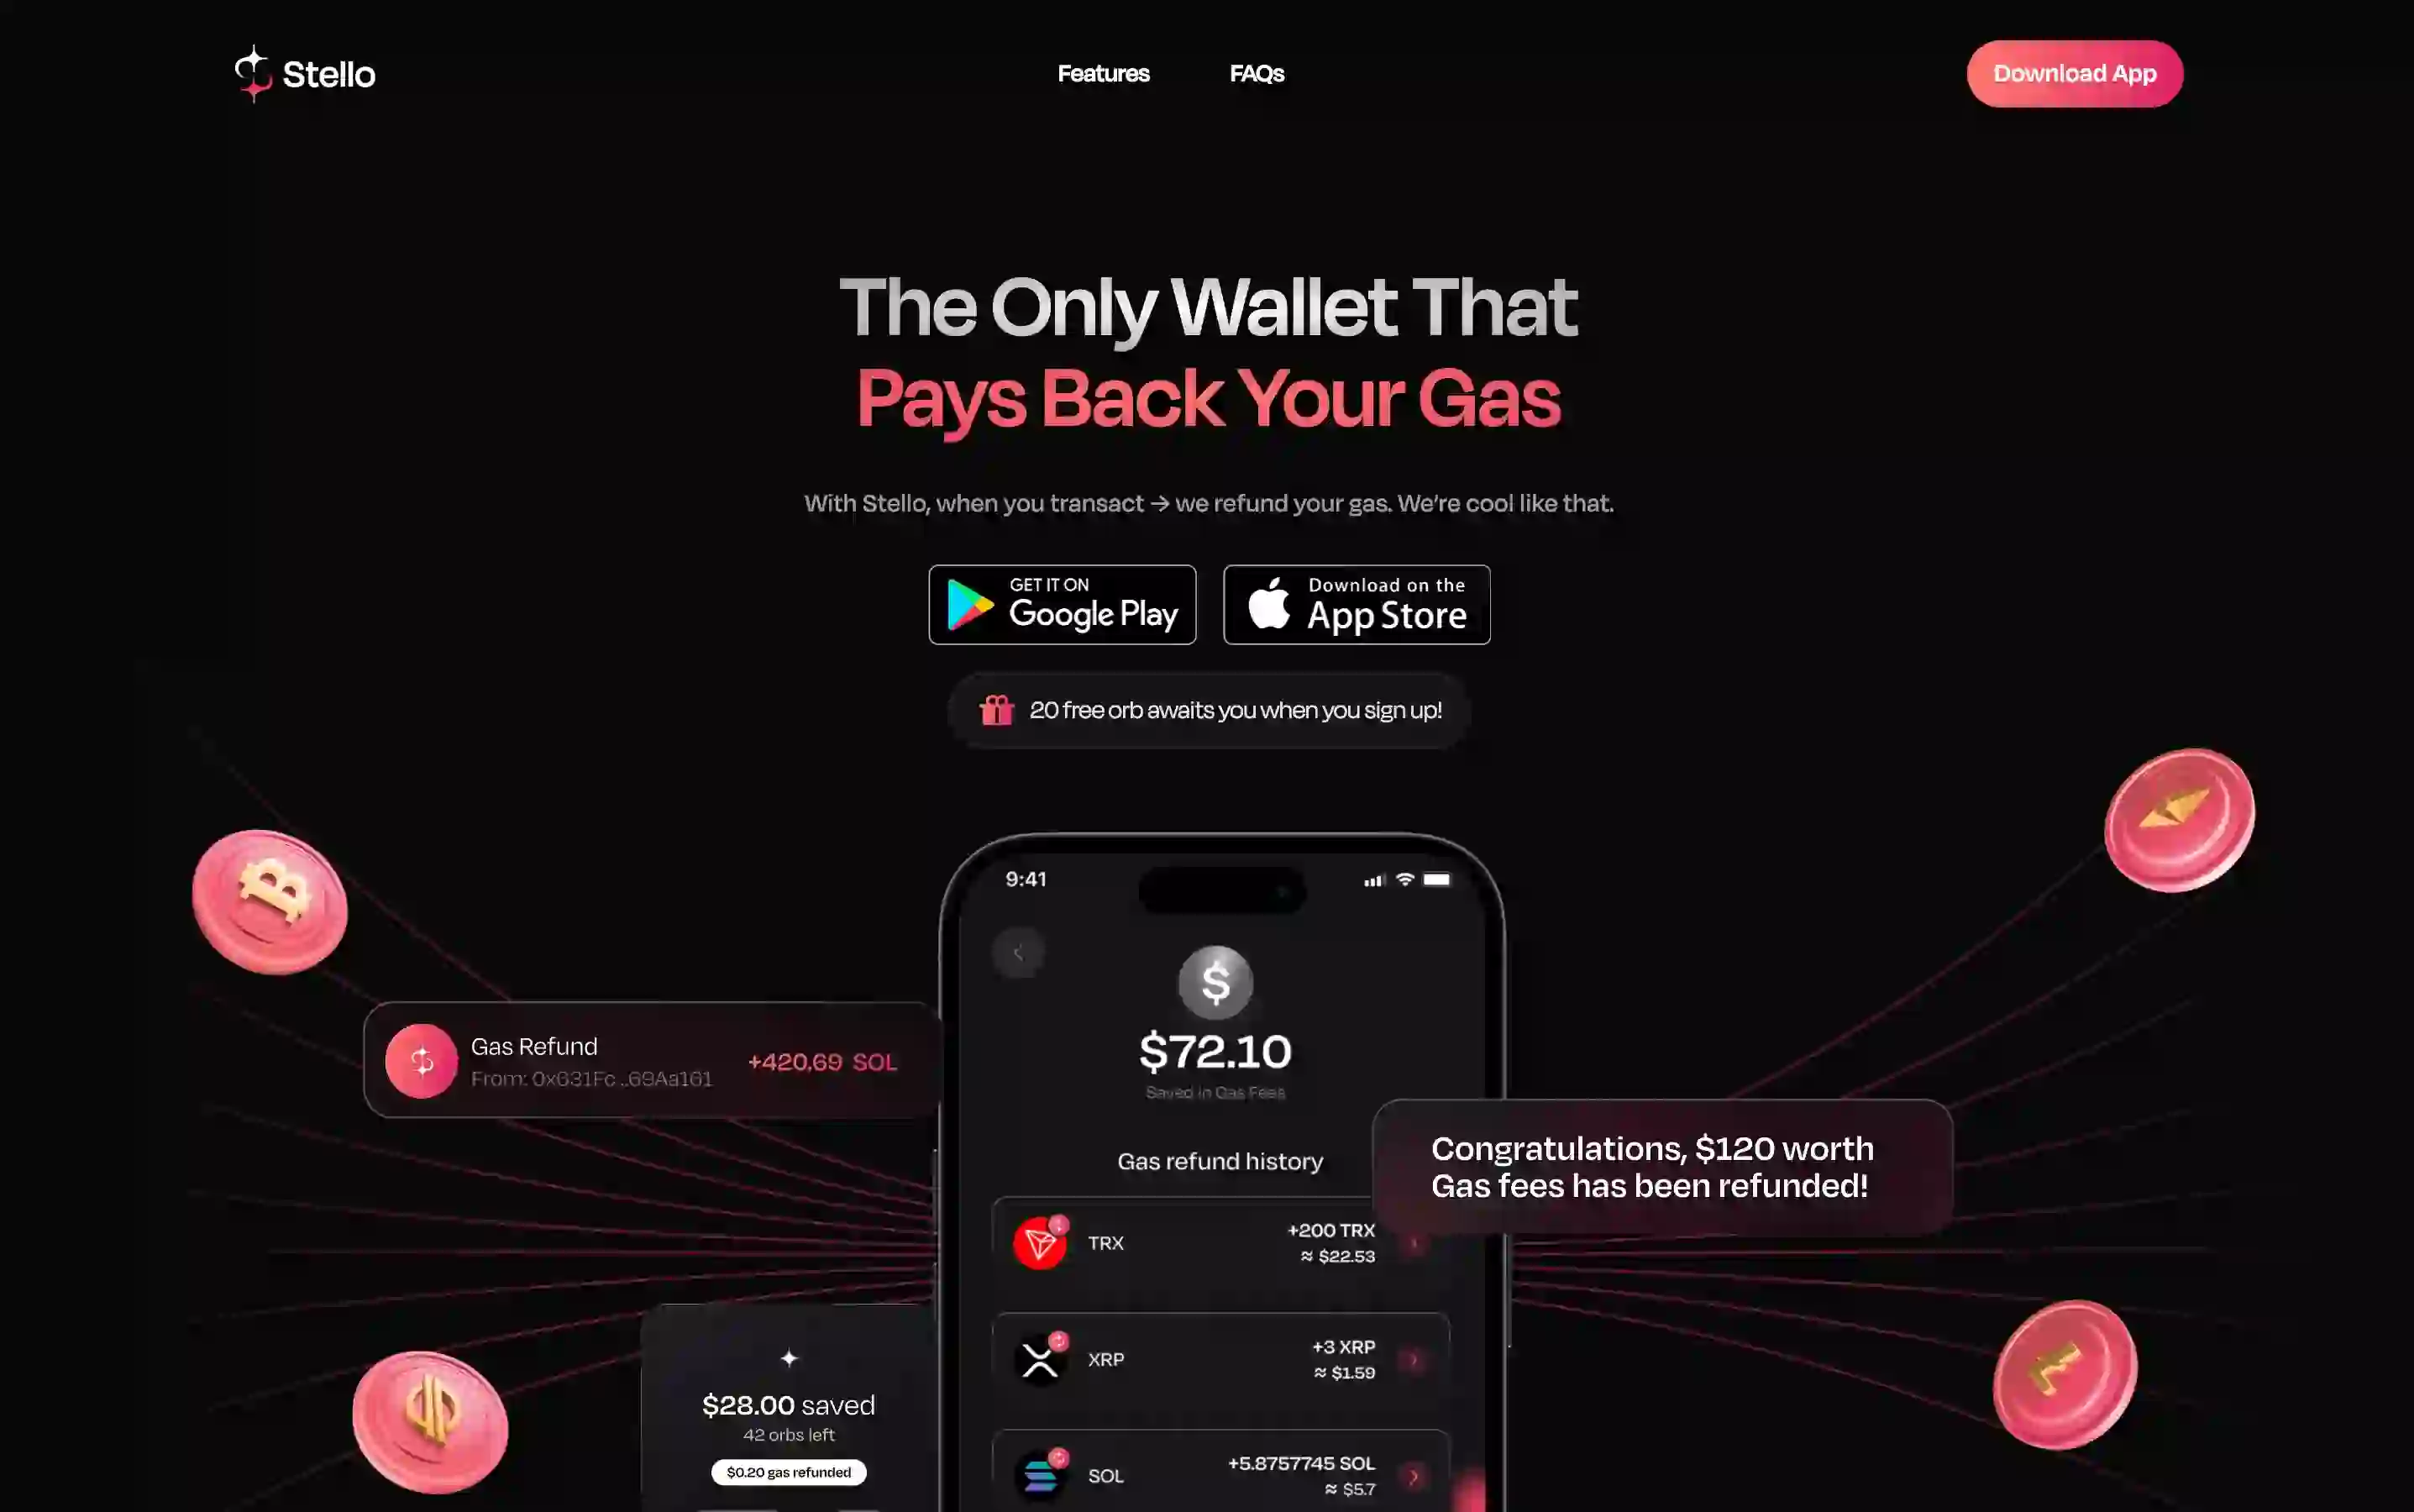 Stello
Features
FAQs
Download App
The Only Wallet That
Pays Back Your Gas
With Stello, when you transact → we refund your gas. We're cool like that.
GET IT ON
Google Play
Download on the
App Store
20 free orb awaits you when you sign up!
9:41
$
$72.10
Saved in Gas Fees
Gas Refund
From: 0x631Fc...69Aa161
+420.69 SOL
Congratulations, $120 worth
Gas fees has been refunded!
Gas refund history
TRX
+200 TRX
≈ $22.53
XRP
+3 XRP
≈ $1.59
SOL
+5.8757745 SOL
≈ $5.7
$28.00 saved
42 orbs left
$0.20 gas refunded